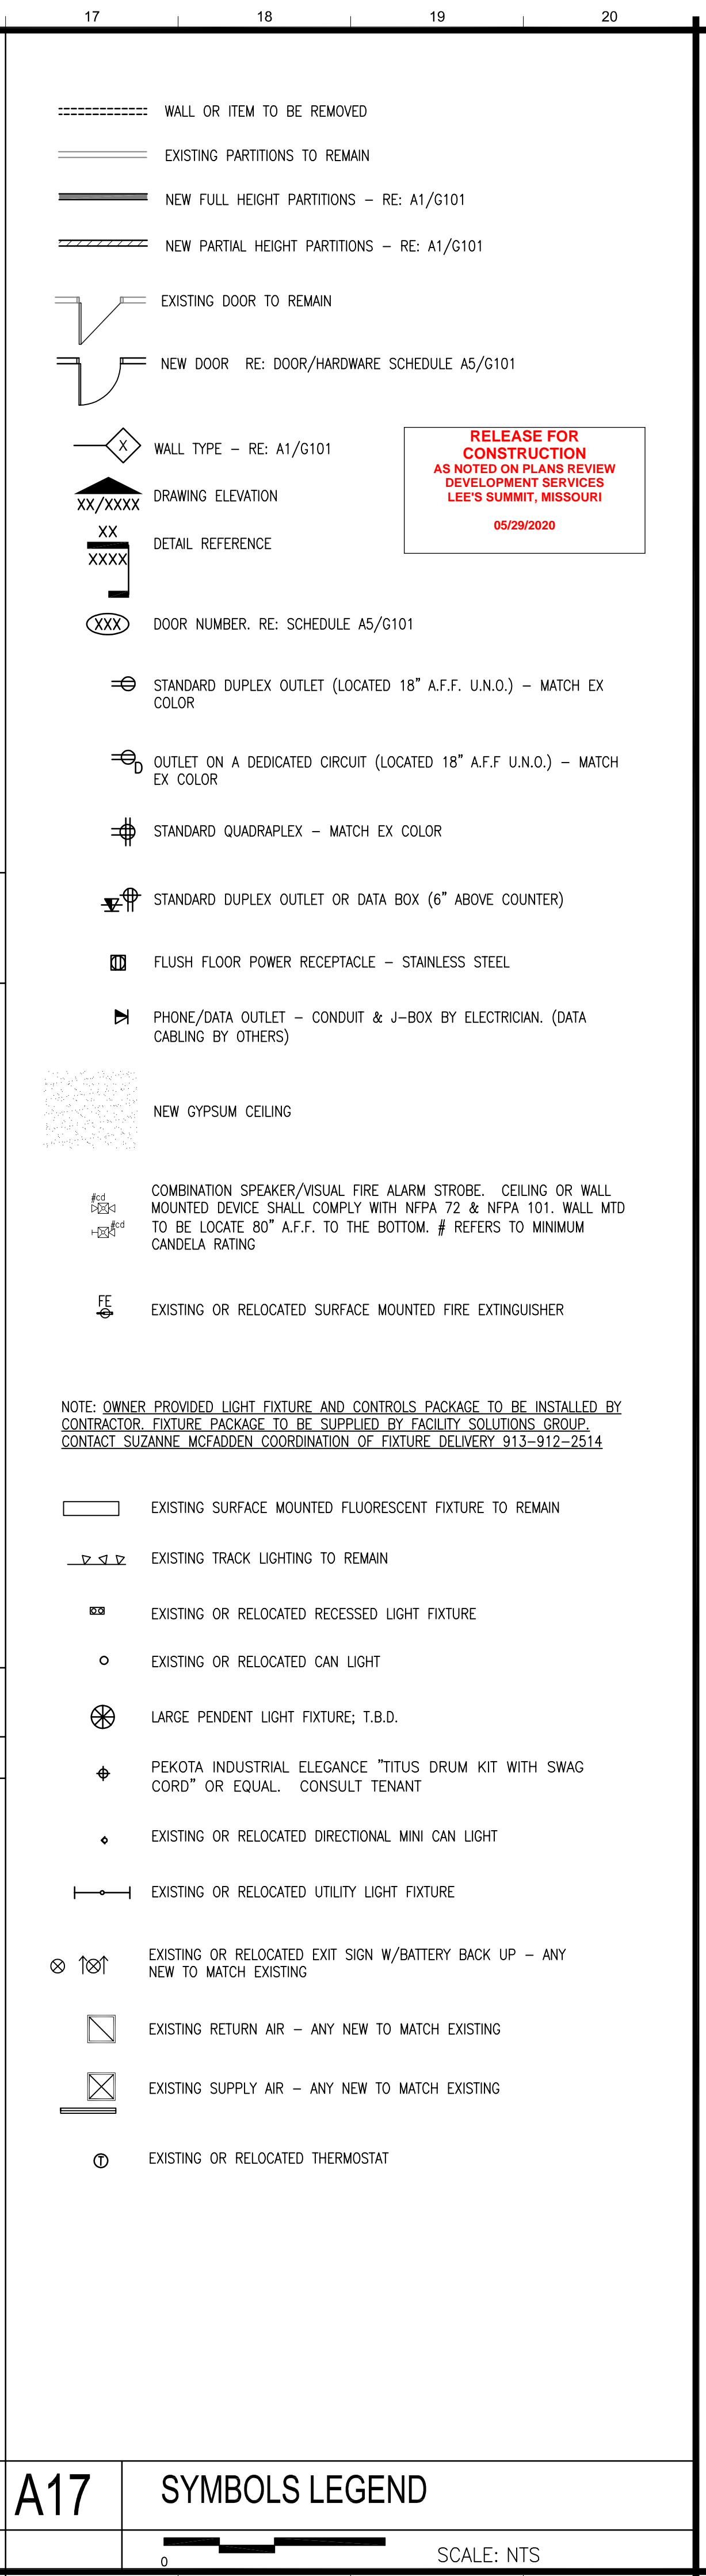 17 18 19 20
WALL OR ITEM TO BE REMOVED
EXISTING PARTITIONS TO REMAIN
NEW FULL HEIGHT PARTITIONS – RE: A1/G101
NEW PARTIAL HEIGHT PARTITIONS – RE: A1/G101
EXISTING DOOR TO REMAIN
NEW DOOR RE: DOOR/HARDWARE SCHEDULE A5/G101
X WALL TYPE – RE: A1/G101
RELEASE FOR
CONSTRUCTION
AS NOTED ON PLANS REVIEW
DEVELOPMENT SERVICES
LEE'S SUMMIT, MISSOURI
05/29/2020
XX/XXXX DRAWING ELEVATION
XX
XXXX
DETAIL REFERENCE
XXX DOOR NUMBER. RE: SCHEDULE A5/G101
STANDARD DUPLEX OUTLET (LOCATED 18" A.F.F. U.N.O.) – MATCH EX
COLOR
D OUTLET ON A DEDICATED CIRCUIT (LOCATED 18" A.F.F U.N.O.) – MATCH
EX COLOR
STANDARD QUADRAPLEX – MATCH EX COLOR
STANDARD DUPLEX OUTLET OR DATA BOX (6" ABOVE COUNTER)
FLUSH FLOOR POWER RECEPTACLE – STAINLESS STEEL
PHONE/DATA OUTLET – CONDUIT & J–BOX BY ELECTRICIAN. (DATA
CABLING BY OTHERS)
NEW GYPSUM CEILING
#cd
#cd
COMBINATION SPEAKER/VISUAL FIRE ALARM STROBE. CEILING OR WALL
MOUNTED DEVICE SHALL COMPLY WITH NFPA 72 & NFPA 101. WALL MTD
TO BE LOCATE 80" A.F.F. TO THE BOTTOM. # REFERS TO MINIMUM
CANDELA RATING
FE
EXISTING OR RELOCATED SURFACE MOUNTED FIRE EXTINGUISHER
NOTE: OWNER PROVIDED LIGHT FIXTURE AND CONTROLS PACKAGE TO BE INSTALLED BY
CONTRACTOR. FIXTURE PACKAGE TO BE SUPPLIED BY FACILITY SOLUTIONS GROUP.
CONTACT SUZANNE MCFADDEN COORDINATION OF FIXTURE DELIVERY 913–912–2514
EXISTING SURFACE MOUNTED FLUORESCENT FIXTURE TO REMAIN
EXISTING TRACK LIGHTING TO REMAIN
EXISTING OR RELOCATED RECESSED LIGHT FIXTURE
EXISTING OR RELOCATED CAN LIGHT
LARGE PENDENT LIGHT FIXTURE; T.B.D.
PEKOTA INDUSTRIAL ELEGANCE "TITUS DRUM KIT WITH SWAG
CORD" OR EQUAL. CONSULT TENANT
EXISTING OR RELOCATED DIRECTIONAL MINI CAN LIGHT
EXISTING OR RELOCATED UTILITY LIGHT FIXTURE
EXISTING OR RELOCATED EXIT SIGN W/BATTERY BACK UP – ANY
NEW TO MATCH EXISTING
EXISTING RETURN AIR – ANY NEW TO MATCH EXISTING
EXISTING SUPPLY AIR – ANY NEW TO MATCH EXISTING
T EXISTING OR RELOCATED THERMOSTAT
A17 SYMBOLS LEGEND
0 SCALE: NTS